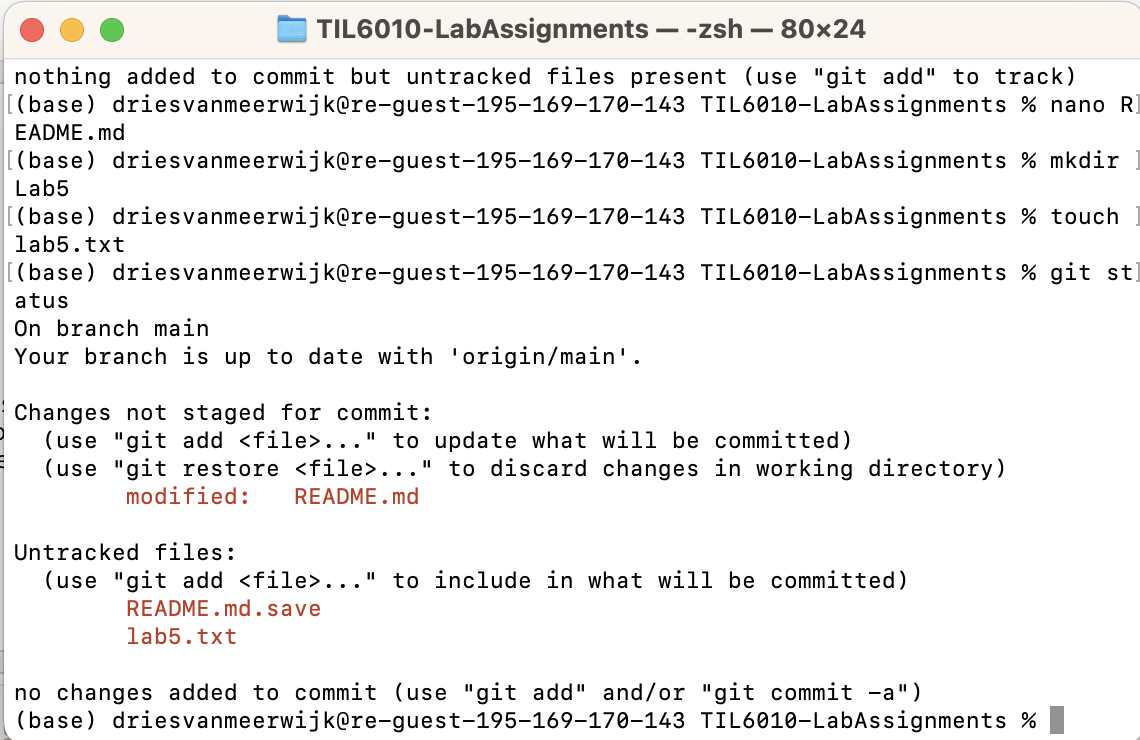 TIL6010-LabAssignments — -zsh — 80×24
nothing added to commit but untracked files present (use "git add" to track)
[(base) driesvanmeerwijk@re-guest-195-169-170-143 TIL6010-LabAssignments % nano R]
EADME.md
[(base) driesvanmeerwijk@re-guest-195-169-170-143 TIL6010-LabAssignments % mkdir ]
Lab5
[(base) driesvanmeerwijk@re-guest-195-169-170-143 TIL6010-LabAssignments % touch ]
lab5.txt
[(base) driesvanmeerwijk@re-guest-195-169-170-143 TIL6010-LabAssignments % git st]
atus
On branch main
Your branch is up to date with 'origin/main'.
Changes not staged for commit:
  (use "git add <file>..." to update what will be committed)
  (use "git restore <file>..." to discard changes in working directory)
        modified:   README.md
Untracked files:
  (use "git add <file>..." to include in what will be committed)
        README.md.save
        lab5.txt
no changes added to commit (use "git add" and/or "git commit -a")
(base) driesvanmeerwijk@re-guest-195-169-170-143 TIL6010-LabAssignments %